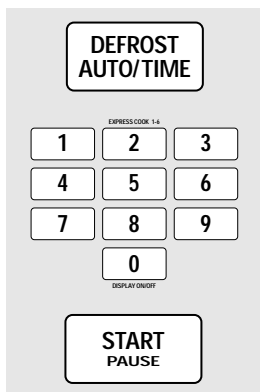 DEFROST
AUTO/TIME
EXPRESS COOK 1-6
1 2 3
4 5 6
7 8 9
0
DISPLAY ON/OFF
START
PAUSE